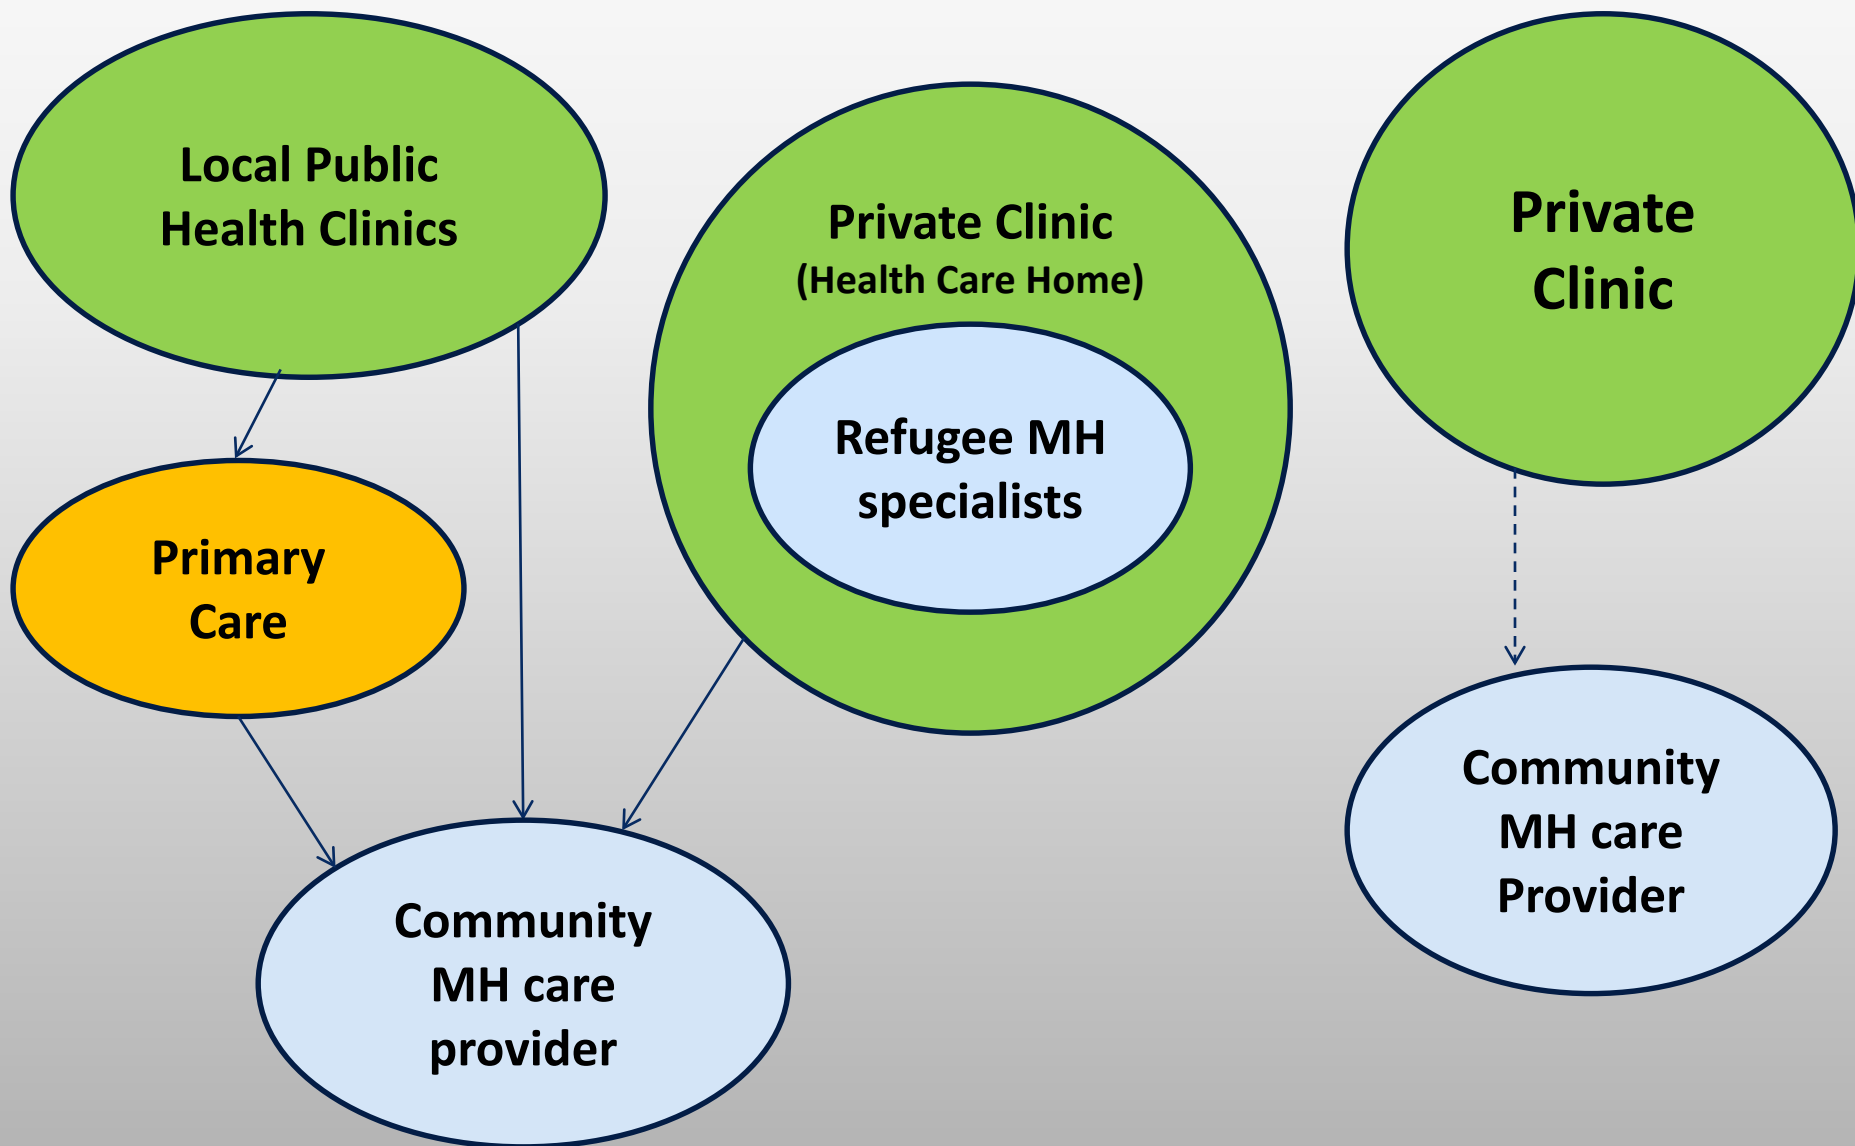 Local Public
Health Clinics
Private Clinic
(Health Care Home)
Refugee MH
specialists
Private
Clinic
Primary
Care
Community
MH care
provider
Community
MH care
Provider